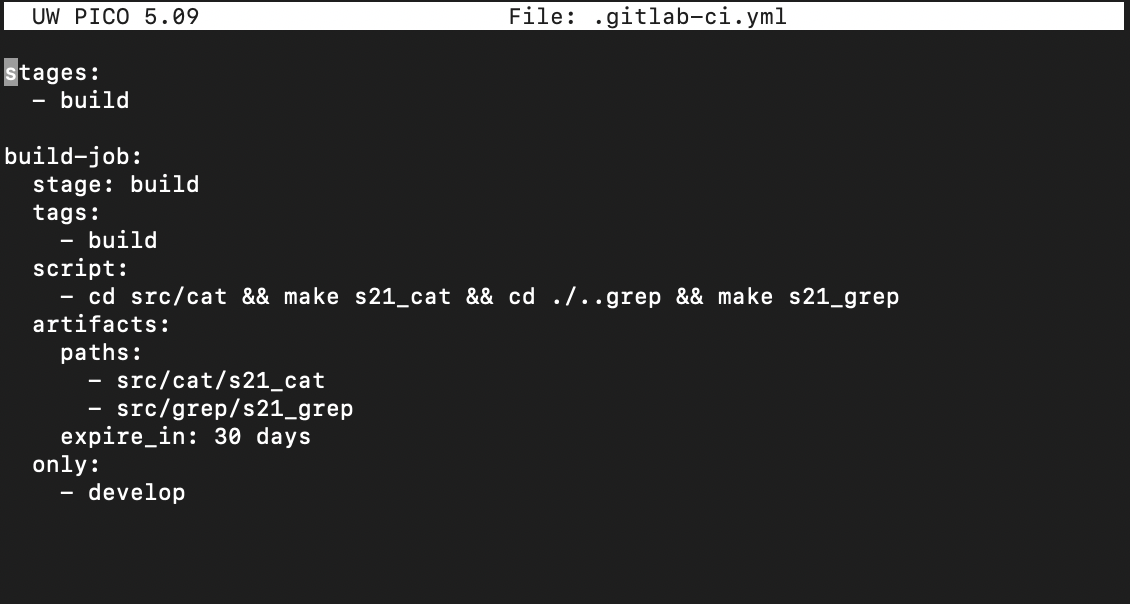 UW PICO 5.09 File: .gitlab-ci.yml
stages:
  - build
build-job:
  stage: build
  tags:
    - build
  script:
    - cd src/cat && make s21_cat && cd ./..grep && make s21_grep
  artifacts:
    paths:
      - src/cat/s21_cat
      - src/grep/s21_grep
    expire_in: 30 days
  only:
    - develop